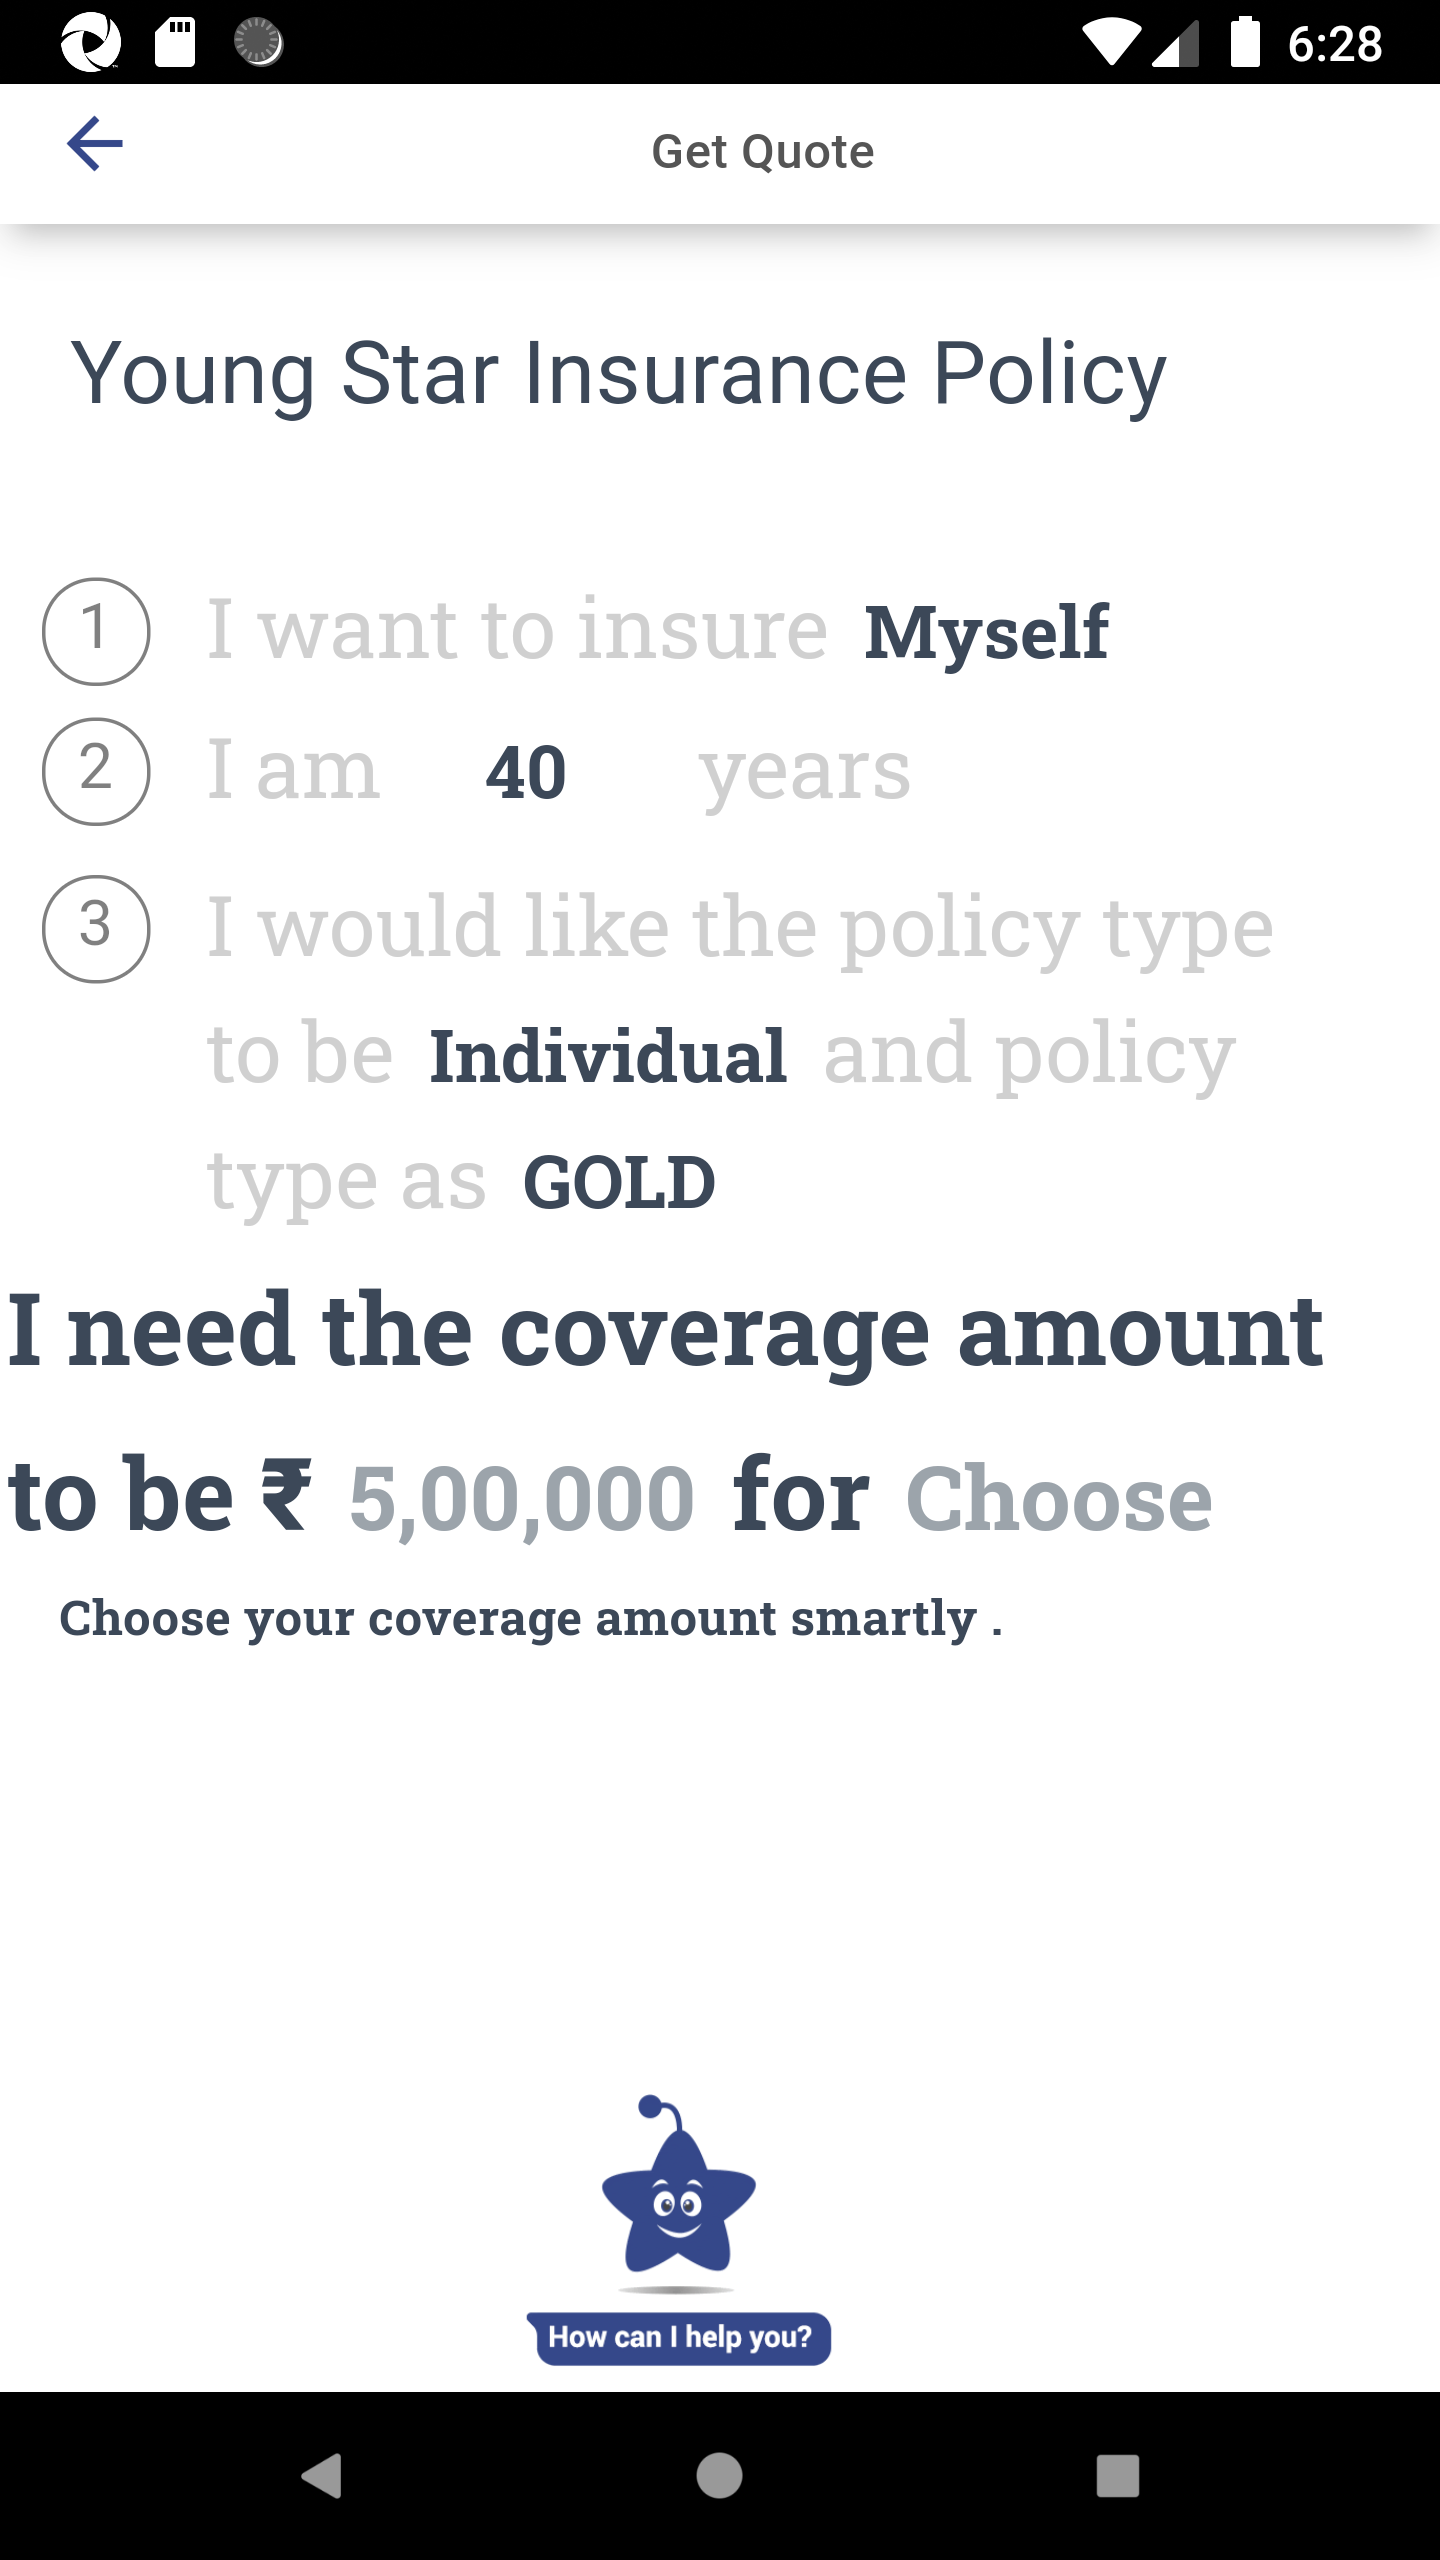 6:28
Get Quote
Young Star Insurance Policy
1 I want to insure Myself
2 I am 40 years
3 I would like the policy type
to be Individual and policy
type as GOLD
I need the coverage amount
to be ₹ 5,00,000 for Choose
Choose your coverage amount smartly .
How can I help you?